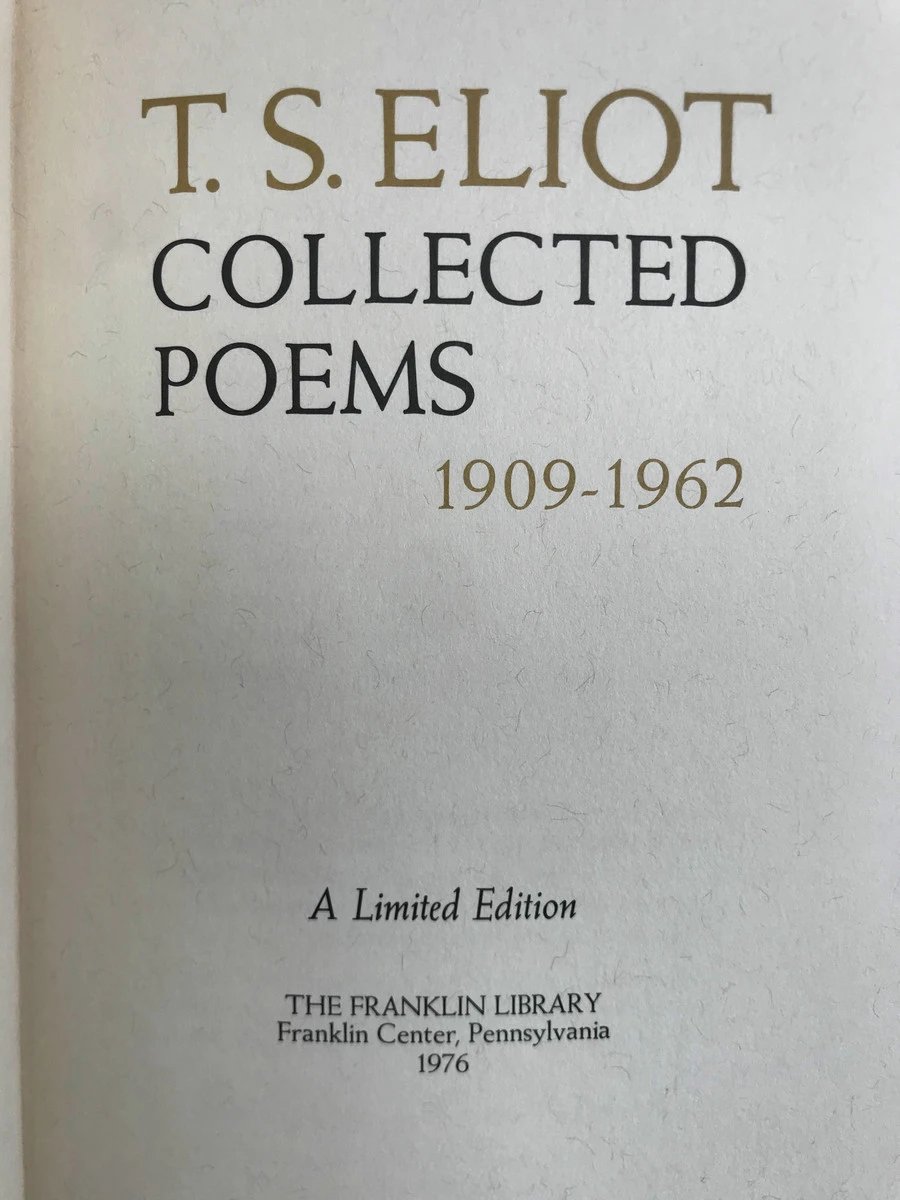 T. S. ELIOT
COLLECTED
POEMS
1909-1962
A Limited Edition
THE FRANKLIN LIBRARY
Franklin Center, Pennsylvania
1976